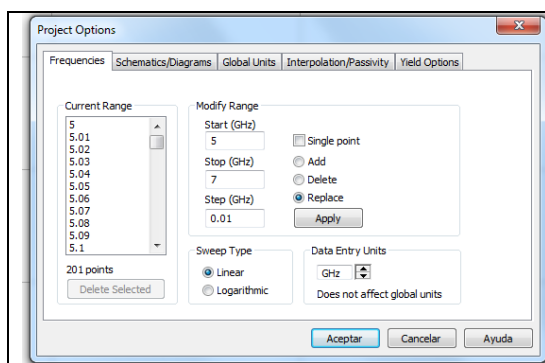 Project Options
Frequencies Schematics/Diagrams Global Units Interpolation/Passivity Yield Options
Current Range
5
5.01
5.02
5.03
5.04
5.05
5.06
5.07
5.08
5.09
5.1
201 points
Delete Selected
Modify Range
Start (GHz)
5
Single point
Stop (GHz)
Add
7
Delete
Step (GHz)
Replace
0.01
Apply
Sweep Type
Linear
Logarithmic
Data Entry Units
GHz
Does not affect global units
Aceptar Cancelar Ayuda